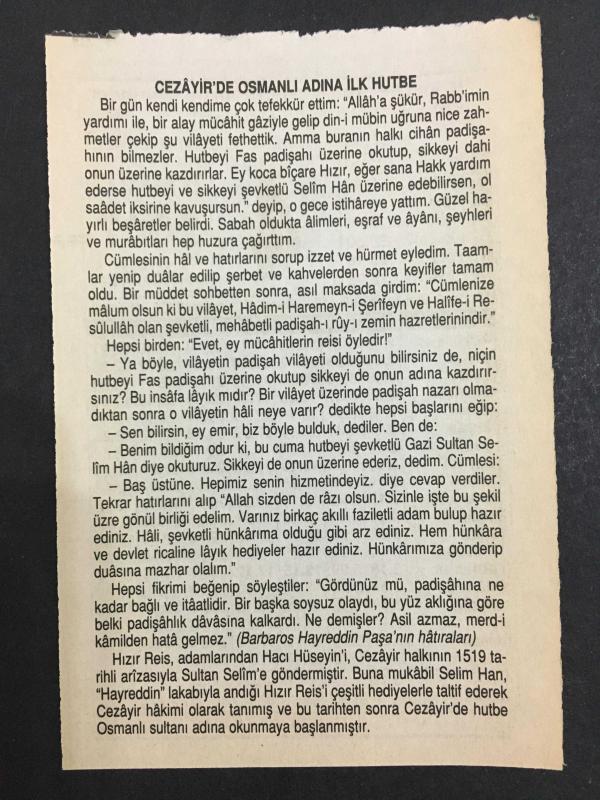 CEZÂYİR'DE OSMANLI ADINA İLK HUTBE
Bir gün kendi kendime çok tefekkür ettim: "Allâh'a şükür, Rabb'imin
yardımı ile, bir alay mücâhit gâziyle gelip din-i mübin uğruna nice zah-
metler çekip şu vilâyeti fethettik. Amma buranın halkı cihân padişa-
hının bilmezler. Hutbeyi Fas padişahı üzerine okutup, sikkeyi dahi
onun üzerine kazdırırlar. Ey koca bîçare Hızır, eğer sana Hakk yardım
ederse hutbeyi ve sikkeyi şevketlü Selîm Hân üzerine edebilirsen, ol
saâdet iksirine kavuşursun." deyip, o gece istihâreye yattım. Güzel ha-
yırlı beşâretler belirdi. Sabah oldukta âlimleri, eşraf ve âyânı, şeyhleri
ve murâbıtları hep huzura çağırttım.
Cümlesinin hâl ve hatırlarını sorup izzet ve hürmet eyledim. Taam-
lar yenip duâlar edilip şerbet ve kahvelerden sonra keyifler tamam
oldu. Bir müddet sohbetten sonra, asıl maksada girdim: "Cümlenize
mâlum olsun ki bu vilâyet, Hâdim-i Haremeyn-i Şerîfeyn ve Halîfe-i Re-
sûlullâh olan şevketli, mehâbetli padişah-ı rûy-ı zemin hazretlerinindir."
Hepsi birden: "Evet, ey mücâhitlerin reisi öyledir!"
– Ya böyle, vilâyetin padişah vilâyeti olduğunu bilirsiniz de, niçin
hutbeyi Fas padişahı üzerine okutup sikkeyi de onun adına kazdırır-
sınız? Bu insâfa lâyık mıdır? Bir vilâyet üzerinde padişah nazarı olma-
dıktan sonra o vilâyetin hâli neye varır? dedikte hepsi başlarını eğip:
– Sen bilirsin, ey emir, biz böyle bulduk, dediler. Ben de:
– Benim bildiğim odur ki, bu cuma hutbeyi şevketlü Gazi Sultan Se-
lîm Hân diye okuturuz. Sikkeyi de onun üzerine ederiz, dedim. Cümlesi:
– Baş üstüne. Hepimiz senin hizmetindeyiz. diye cevap verdiler.
Tekrar hatırlarını alıp "Allah sizden de râzı olsun. Sizinle işte bu şekil
üzre gönül birliği edelim. Varınız birkaç akıllı faziletli adam bulup hazır
ediniz. Hâli, şevketli hünkârıma olduğu gibi arz ediniz. Hem hünkâra
ve devlet ricaline lâyık hediyeler hazır ediniz. Hünkârımıza gönderip
duâsına mazhar olalım."
Hepsi fikrimi beğenip söyleştiler: "Gördünüz mü, padişâhına ne
kadar bağlı ve itâatlidir. Bir başka soysuz olaydı, bu yüz aklığına göre
belki padişâhlık dâvâsına kalkardı. Ne demişler? Asil azmaz, merd-i
kâmilden hatâ gelmez." (Barbaros Hayreddin Paşa'nın hâtıraları)
Hızır Reis, adamlarından Hacı Hüseyin'i, Cezâyir halkının 1519 ta-
rihli arîzasıyla Sultan Selîm'e göndermiştir. Buna mukâbil Selim Han,
"Hayreddin" lakabıyla andığı Hızır Reis'i çeşitli hediyelerle taltif ederek
Cezâyir hâkimi olarak tanımış ve bu tarihten sonra Cezâyir'de hutbe
Osmanlı sultanı adına okunmaya başlanmıştır.